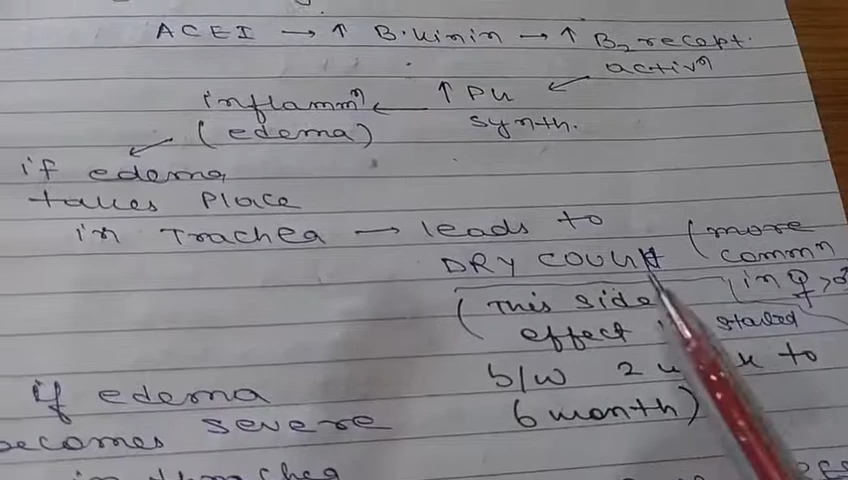 ACEI → ↑ B.kinin → ↑ B2 recept.
activⁿ
inflammⁿ ← ↑ PG
(edema) synth.
if edema
takes Place
in Trachea → leads to (more
DRY COUGH commⁿ
(This side (in ♀ > ♂
effect started
b/w 2 to
6 month)
if edema
becomes severe
in